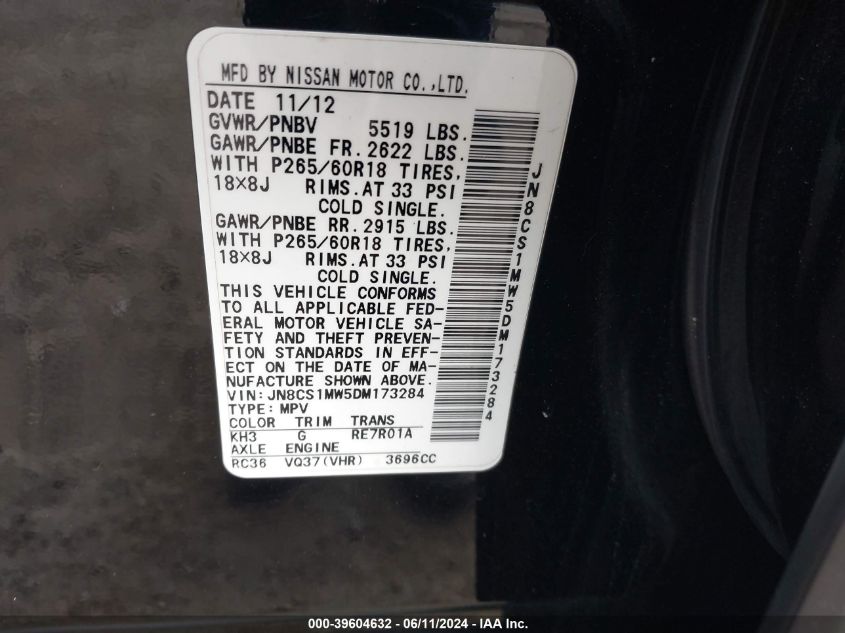 MFD BY NISSAN MOTOR CO.,LTD.
DATE 11/12
GVWR/PNBV 5519 LBS.
GAWR/PNBE FR.2622 LBS.
WITH P265/60R18 TIRES,
18X8J RIMS.AT 33 PSI
COLD SINGLE.
GAWR/PNBE RR.2915 LBS.
WITH P265/60R18 TIRES,
18X8J RIMS.AT 33 PSI
COLD SINGLE.
THIS VEHICLE CONFORMS
TO ALL APPLICABLE FED-
ERAL MOTOR VEHICLE SA-
FETY AND THEFT PREVEN-
TION STANDARDS IN EFF-
ECT ON THE DATE OF MA-
NUFACTURE SHOWN ABOVE.
VIN: JN8CS1MW5DM173284
TYPE: MPV
COLOR TRIM TRANS
KH3 G RE7R01A
AXLE ENGINE
RC36 VQ37(VHR) 3696CC
JN8CS1MW5DM173284
000-39604632 - 06/11/2024 - IAA Inc.